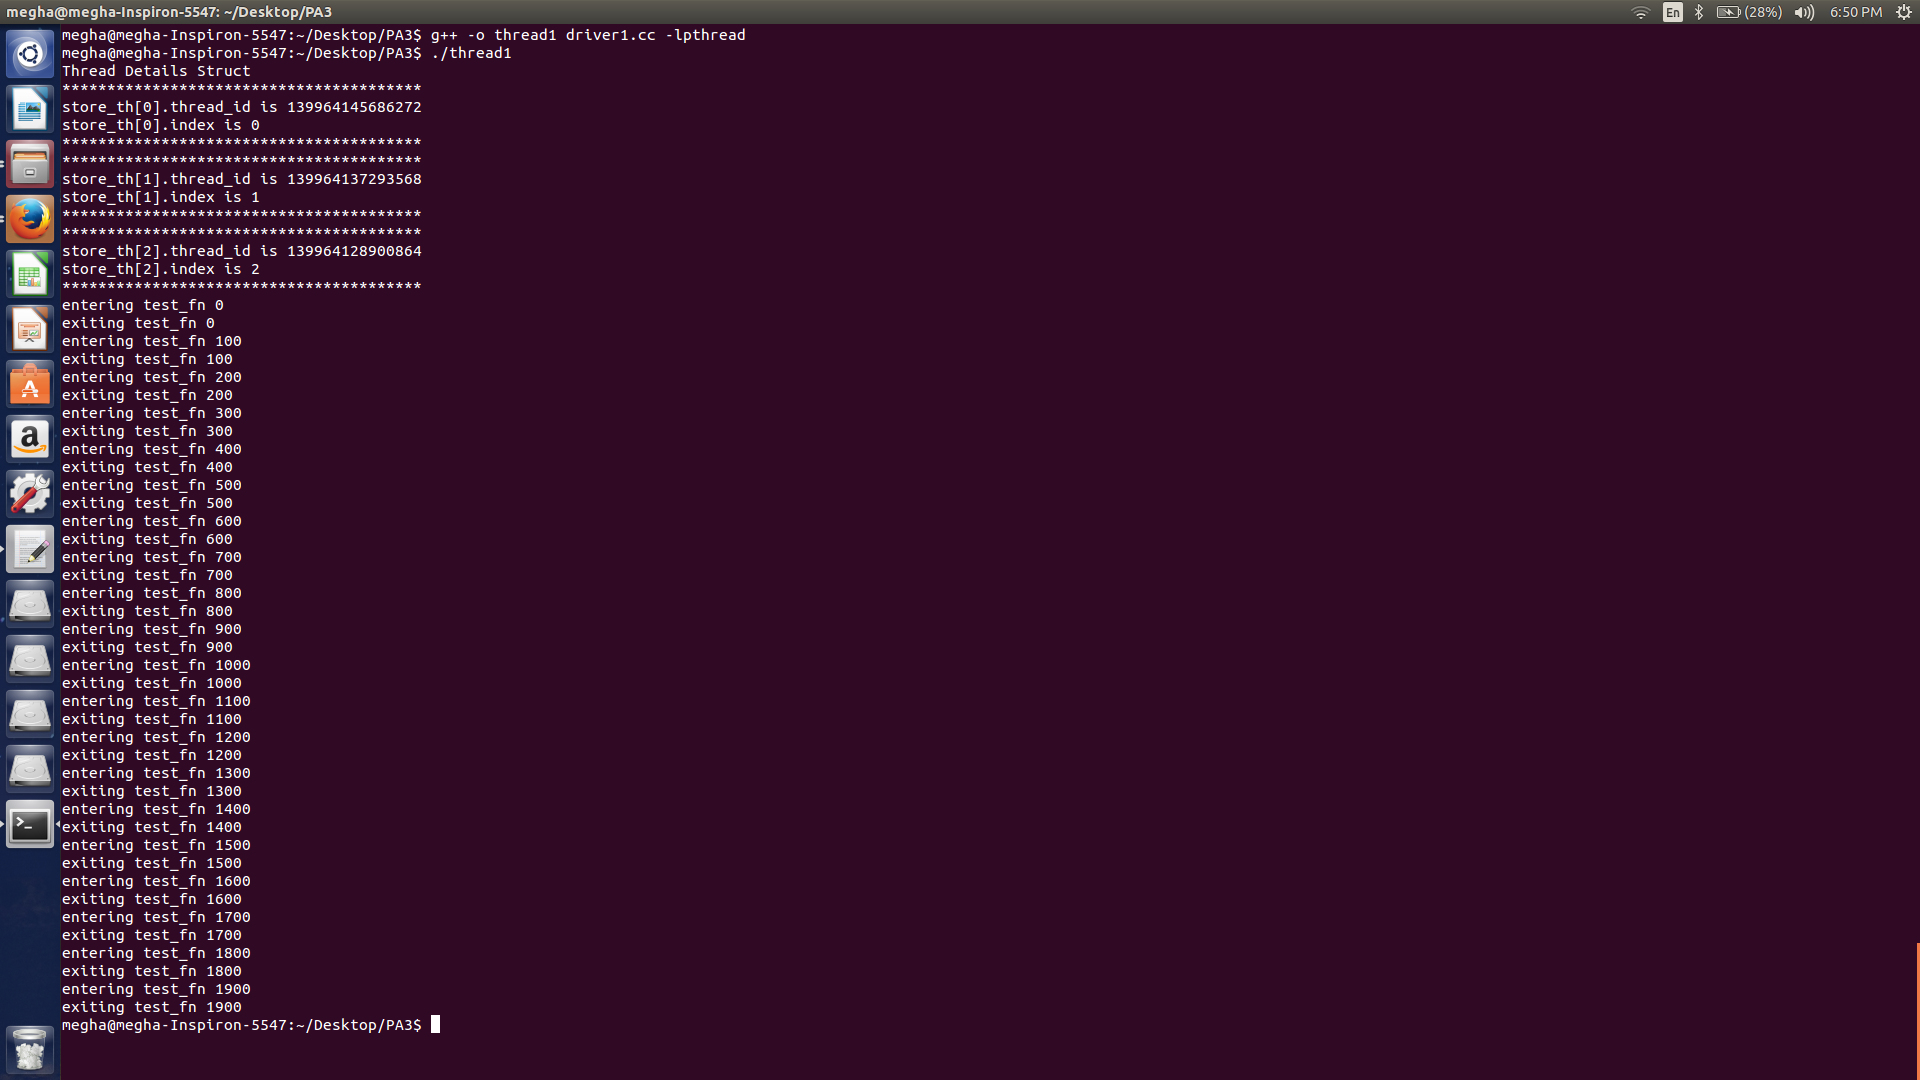 megha@megha-Inspiron-5547: ~/Desktop/PA3
En
(28%)
6:50 PM
megha@megha-Inspiron-5547:~/Desktop/PA3$ g++ -o thread1 driver1.cc -lpthread
megha@megha-Inspiron-5547:~/Desktop/PA3$ ./thread1
Thread Details Struct
****************************************
store_th[0].thread_id is 139964145686272
store_th[0].index is 0
****************************************
****************************************
store_th[1].thread_id is 139964137293568
store_th[1].index is 1
****************************************
****************************************
store_th[2].thread_id is 139964128900864
store_th[2].index is 2
****************************************
entering test_fn 0
exiting test_fn 0
entering test_fn 100
exiting test_fn 100
entering test_fn 200
exiting test_fn 200
entering test_fn 300
exiting test_fn 300
entering test_fn 400
exiting test_fn 400
entering test_fn 500
exiting test_fn 500
entering test_fn 600
exiting test_fn 600
entering test_fn 700
exiting test_fn 700
entering test_fn 800
exiting test_fn 800
entering test_fn 900
exiting test_fn 900
entering test_fn 1000
exiting test_fn 1000
entering test_fn 1100
exiting test_fn 1100
entering test_fn 1200
exiting test_fn 1200
entering test_fn 1300
exiting test_fn 1300
entering test_fn 1400
exiting test_fn 1400
entering test_fn 1500
exiting test_fn 1500
entering test_fn 1600
exiting test_fn 1600
entering test_fn 1700
exiting test_fn 1700
entering test_fn 1800
exiting test_fn 1800
entering test_fn 1900
exiting test_fn 1900
megha@megha-Inspiron-5547:~/Desktop/PA3$